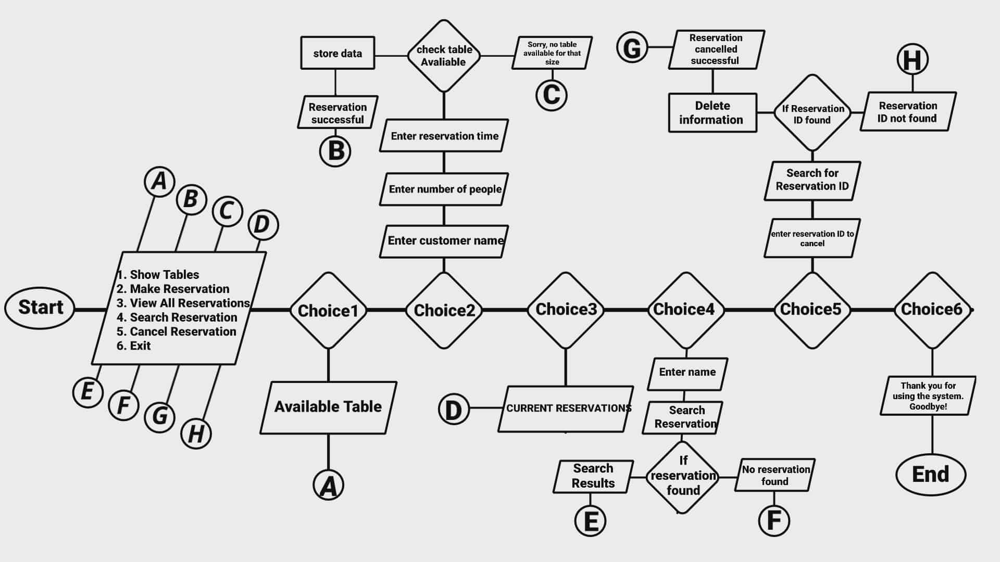 store data
check table
Avaliable
Sorry, no table
available for that
size
C
Reservation
successful
B
Enter reservation time
Enter number of people
Enter customer name
G
Reservation
cancelled
successful
Delete
information
If Reservation
ID found
H
Reservation
ID not found
Search for
Reservation ID
enter reservation ID to
cancel
A
B
C
D
Start
1. Show Tables
2. Make Reservation
3. View All Reservations
4. Search Reservation
5. Cancel Reservation
6. Exit
E
F
G
H
Choice1
Choice2
Choice3
Choice4
Choice5
Choice6
Available Table
A
D
CURRENT RESERVATIONS
Enter name
Search
Reservation
If
reservation
found
Search
Results
E
No reservation
found
F
Thank you for
using the system.
Goodbye!
End